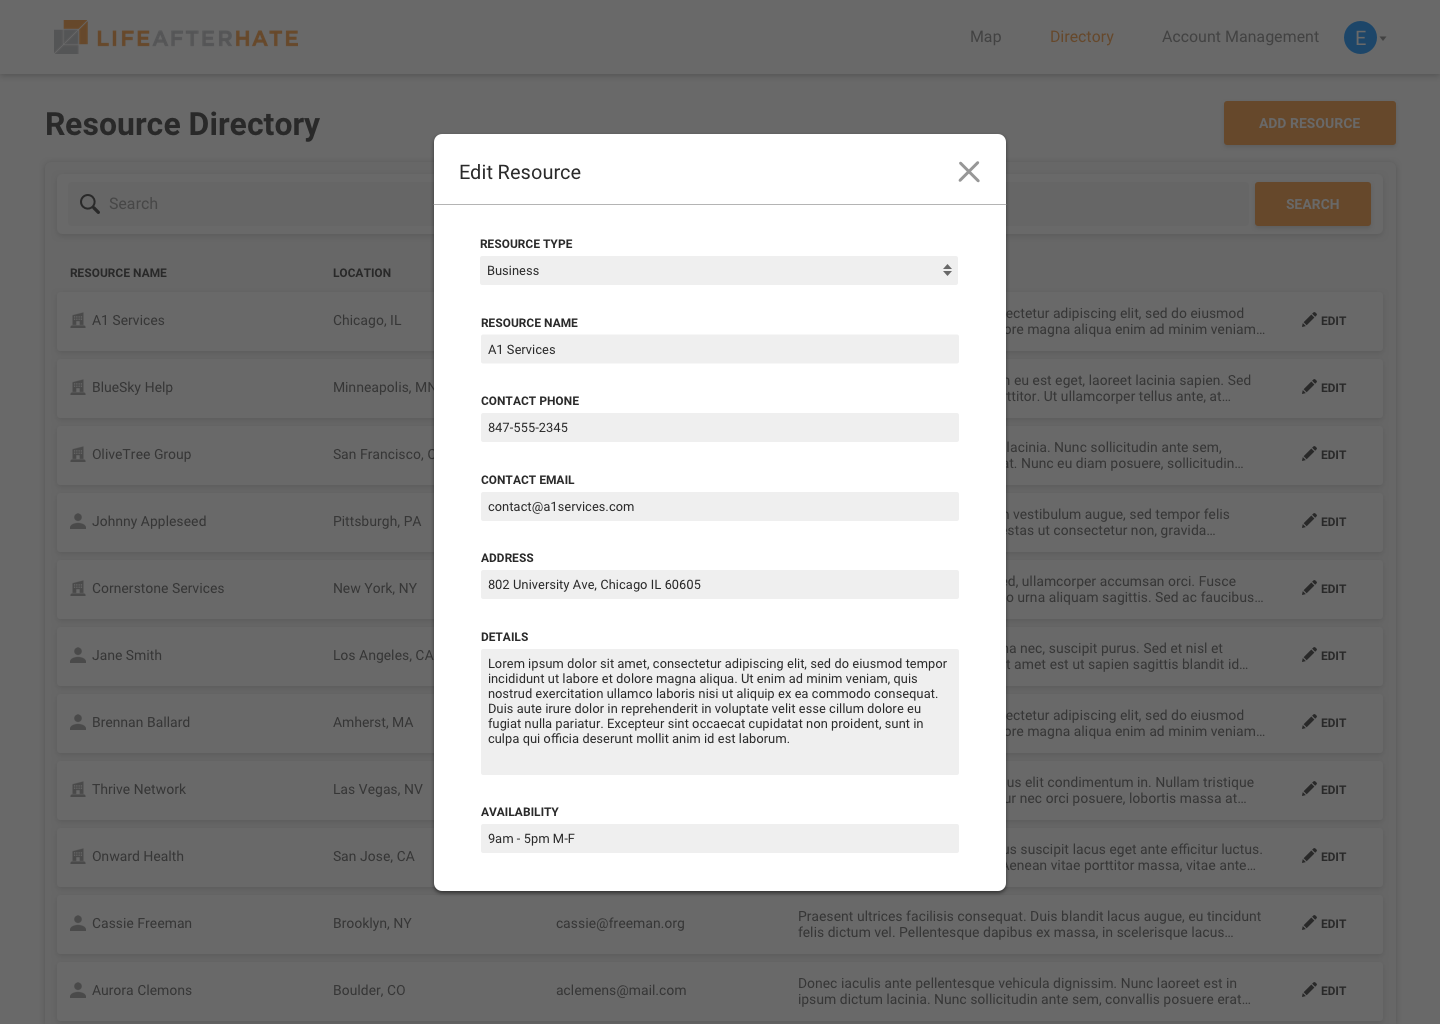 LIFEAFTERHATE
Map
Directory
Account Management
E
Resource Directory
ADD RESOURCE
Search
SEARCH
RESOURCE NAME
LOCATION
A1 Services
Chicago, IL
adipiscing elit, sed do eiusmod
magna aliqua enim ad minim veniam...
EDIT
BlueSky Help
Minneapolis, MN
eu est eget, laoreet lacinia sapien. Sed
Ut ullamcorper tellus ante, at...
EDIT
OliveTree Group
San Francisco,
lacinia. Nunc sollicitudin ante sem,
Nunc eu diam posuere, sollicitudin...
EDIT
Johnny Appleseed
Pittsburgh, PA
vestibulum augue, sed tempor felis
ut consectetur non, gravida...
EDIT
Cornerstone Services
New York, NY
ullamcorper accumsan orci. Fusce
urna aliquam sagittis. Sed ac faucibus...
EDIT
Jane Smith
Los Angeles, CA
nec, suscipit purus. Sed et nisl et
amet est ut sapien sagittis blandit id...
EDIT
Brennan Ballard
Amherst, MA
adipiscing elit, sed do eiusmod
magna aliqua enim ad minim veniam...
EDIT
Thrive Network
Las Vegas, NV
elit condimentum in. Nullam tristique
nec orci posuere, lobortis massa at...
EDIT
Onward Health
San Jose, CA
suscipit lacus eget ante efficitur luctus.
Aenean vitae porttitor massa, vitae ante...
EDIT
Cassie Freeman
Brooklyn, NY
cassie@freeman.org
Praesent ultrices facilisis consequat. Duis blandit lacus augue, eu tincidunt
felis dictum vel. Pellentesque dapibus ex massa, in scelerisque lacus...
EDIT
Aurora Clemons
Boulder, CO
aclemens@mail.com
Donec iaculis ante pellentesque vehicula dignissim. Nunc laoreet est in
ipsum dictum lacinia. Nunc sollicitudin ante sem, convallis posuere erat...
EDIT
Edit Resource
RESOURCE TYPE
Business
RESOURCE NAME
A1 Services
CONTACT PHONE
847-555-2345
CONTACT EMAIL
contact@a1services.com
ADDRESS
802 University Ave, Chicago IL 60605
DETAILS
Lorem ipsum dolor sit amet, consectetur adipiscing elit, sed do eiusmod tempor
incididunt ut labore et dolore magna aliqua. Ut enim ad minim veniam, quis
nostrud exercitation ullamco laboris nisi ut aliquip ex ea commodo consequat.
Duis aute irure dolor in reprehenderit in voluptate velit esse cillum dolore eu
fugiat nulla pariatur. Excepteur sint occaecat cupidatat non proident, sunt in
culpa qui officia deserunt mollit anim id est laborum.
AVAILABILITY
9am - 5pm M-F